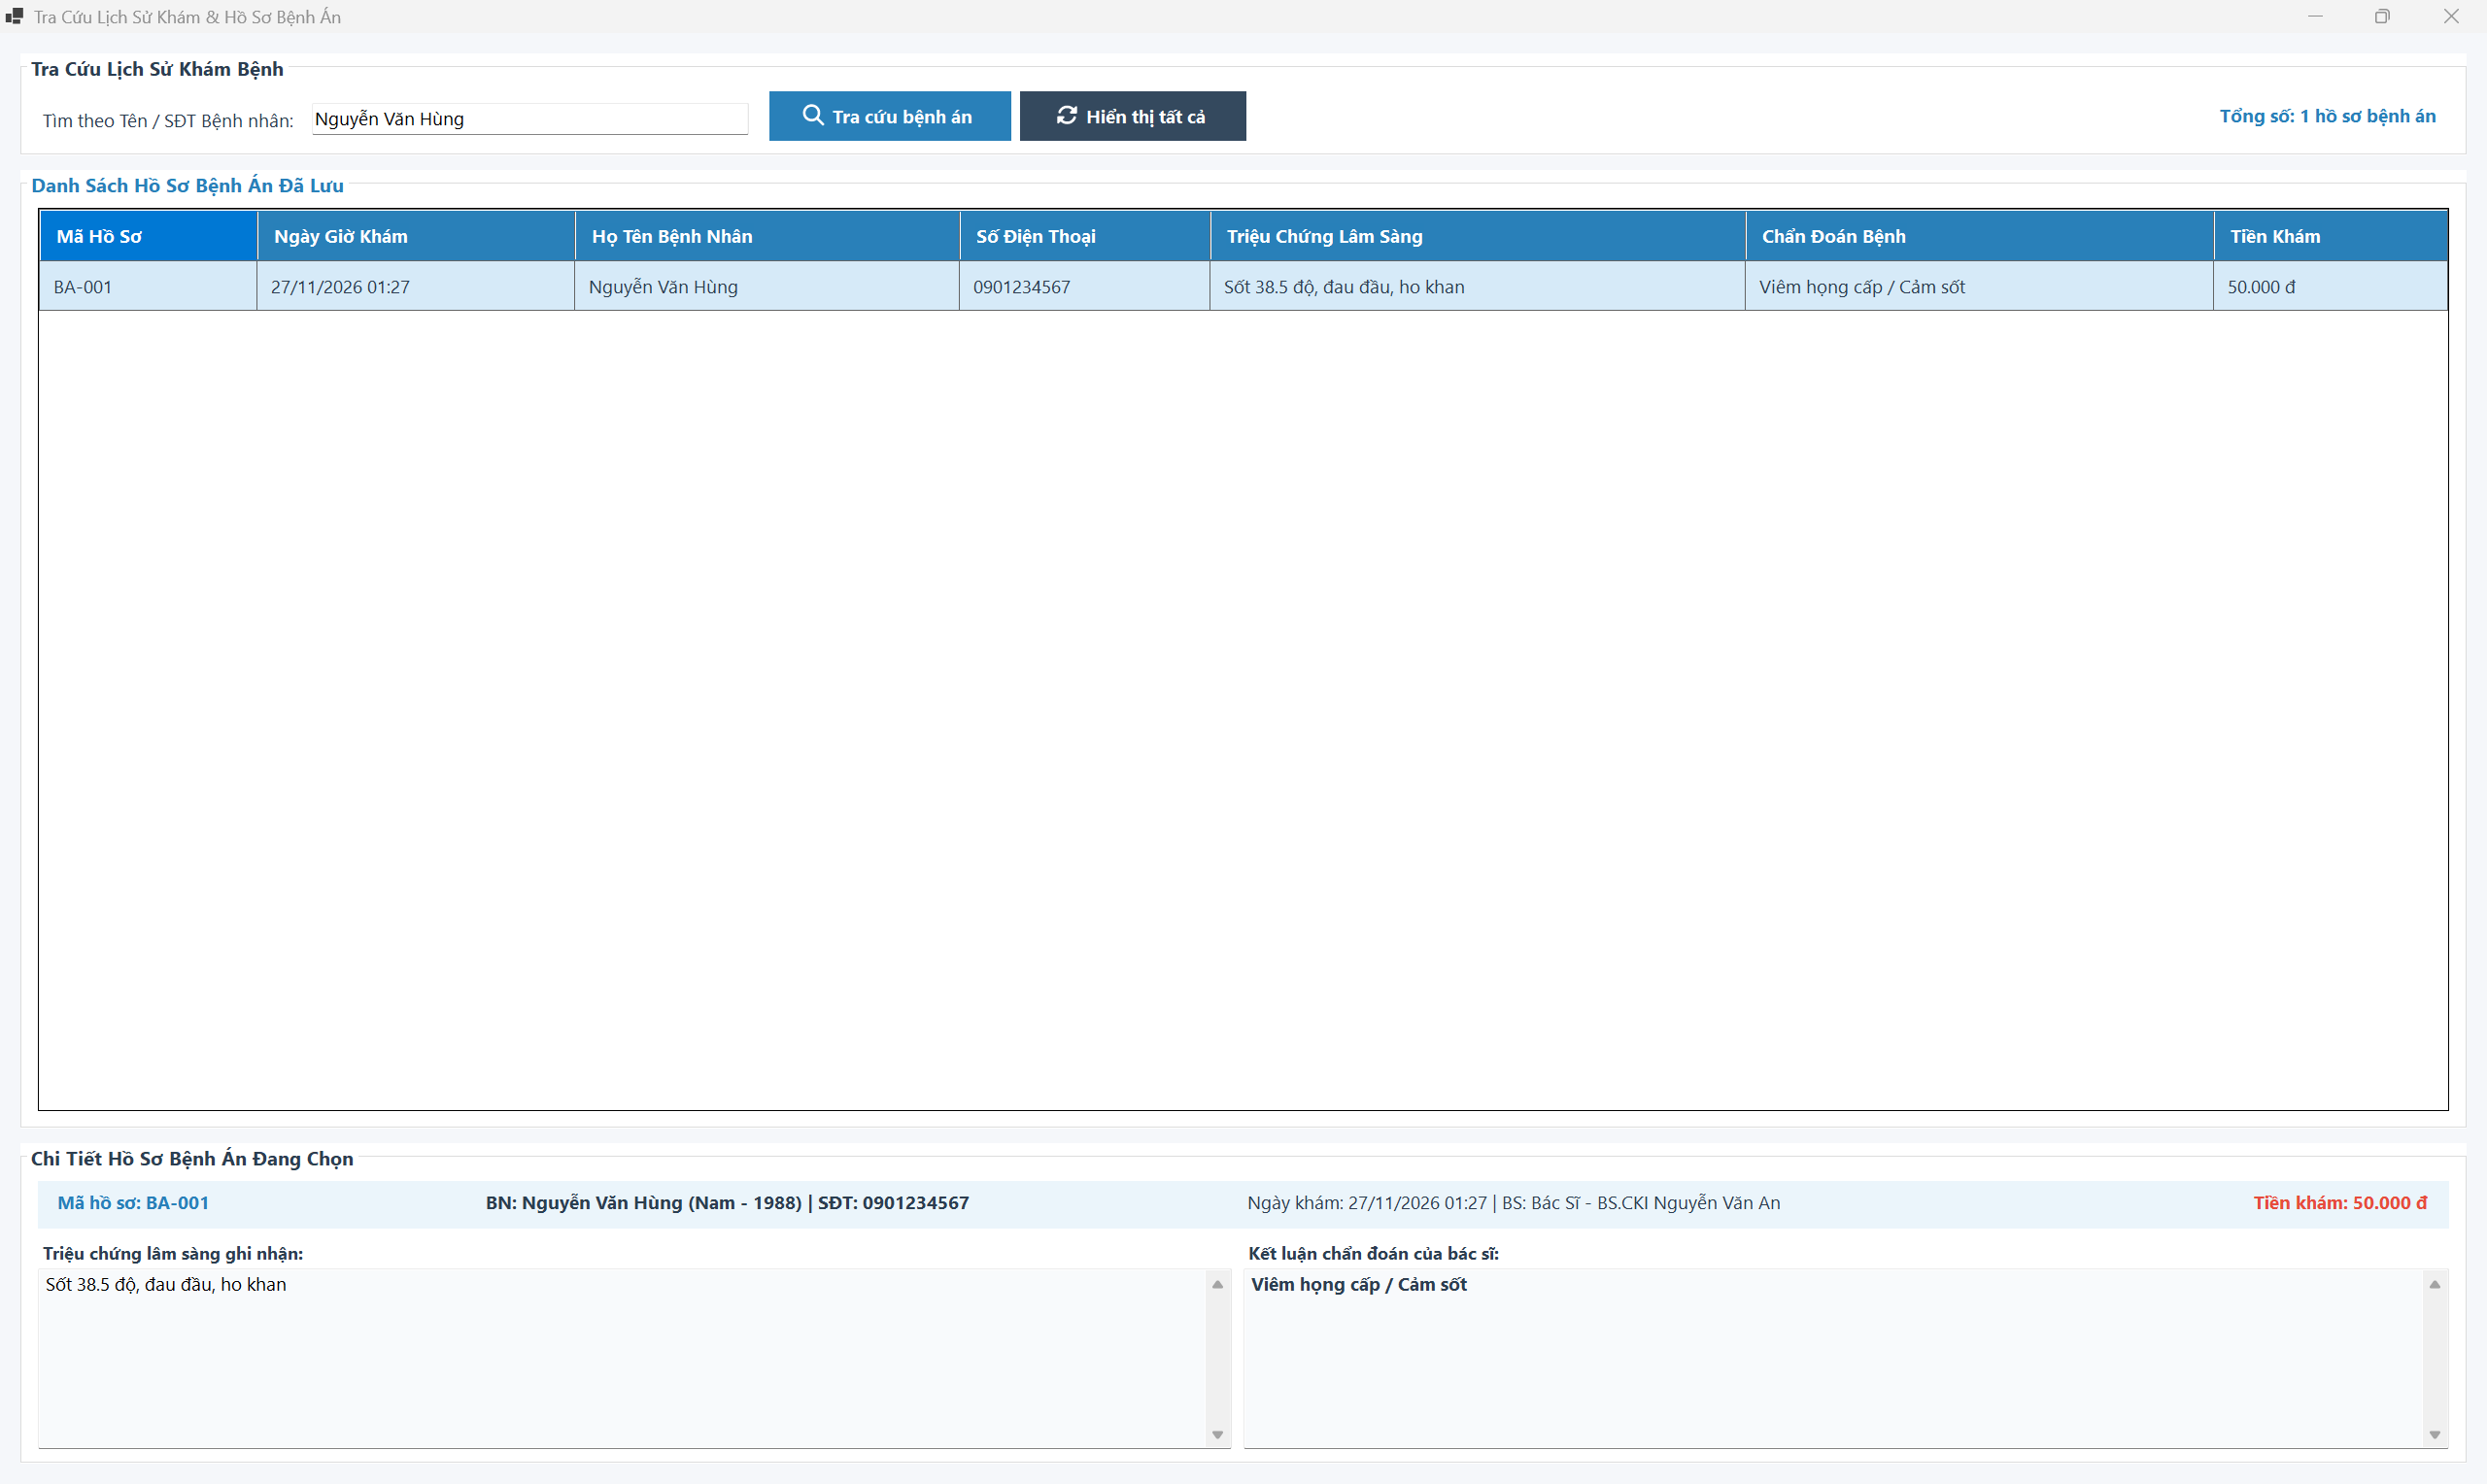 Tra Cứu Lịch Sử Khám & Hồ Sơ Bệnh Án
Tra Cứu Lịch Sử Khám Bệnh
Tìm theo Tên / SĐT Bệnh nhân: Nguyễn Văn Hùng Tra cứu bệnh án Hiển thị tất cả Tổng số: 1 hồ sơ bệnh án
Danh Sách Hồ Sơ Bệnh Án Đã Lưu
Mã Hồ Sơ Ngày Giờ Khám Họ Tên Bệnh Nhân Số Điện Thoại Triệu Chứng Lâm Sàng Chẩn Đoán Bệnh Tiền Khám
BA-001 27/11/2026 01:27 Nguyễn Văn Hùng 0901234567 Sốt 38.5 độ, đau đầu, ho khan Viêm họng cấp / Cảm sốt 50.000 đ
Chi Tiết Hồ Sơ Bệnh Án Đang Chọn
Mã hồ sơ: BA-001 BN: Nguyễn Văn Hùng (Nam - 1988) | SĐT: 0901234567 Ngày khám: 27/11/2026 01:27 | BS: Bác Sĩ - BS.CKI Nguyễn Văn An Tiền khám: 50.000 đ
Triệu chứng lâm sàng ghi nhận: Kết luận chẩn đoán của bác sĩ:
Sốt 38.5 độ, đau đầu, ho khan Viêm họng cấp / Cảm sốt